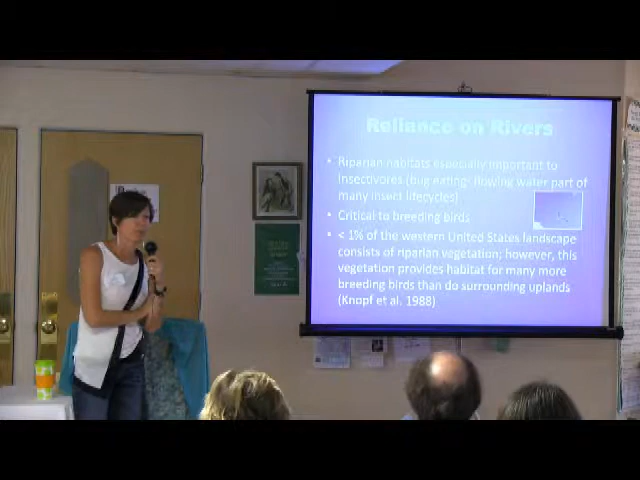 Reliance on Rivers
• Riparian habitats especially important to
insectivores (bug eating- flowing water part of
many insect lifecycles)
• Critical to breeding birds
• < 1% of the western United States landscape
consists of riparian vegetation; however, this
vegetation provides habitat for many more
breeding birds than do surrounding uplands
(Knopf et al. 1988)